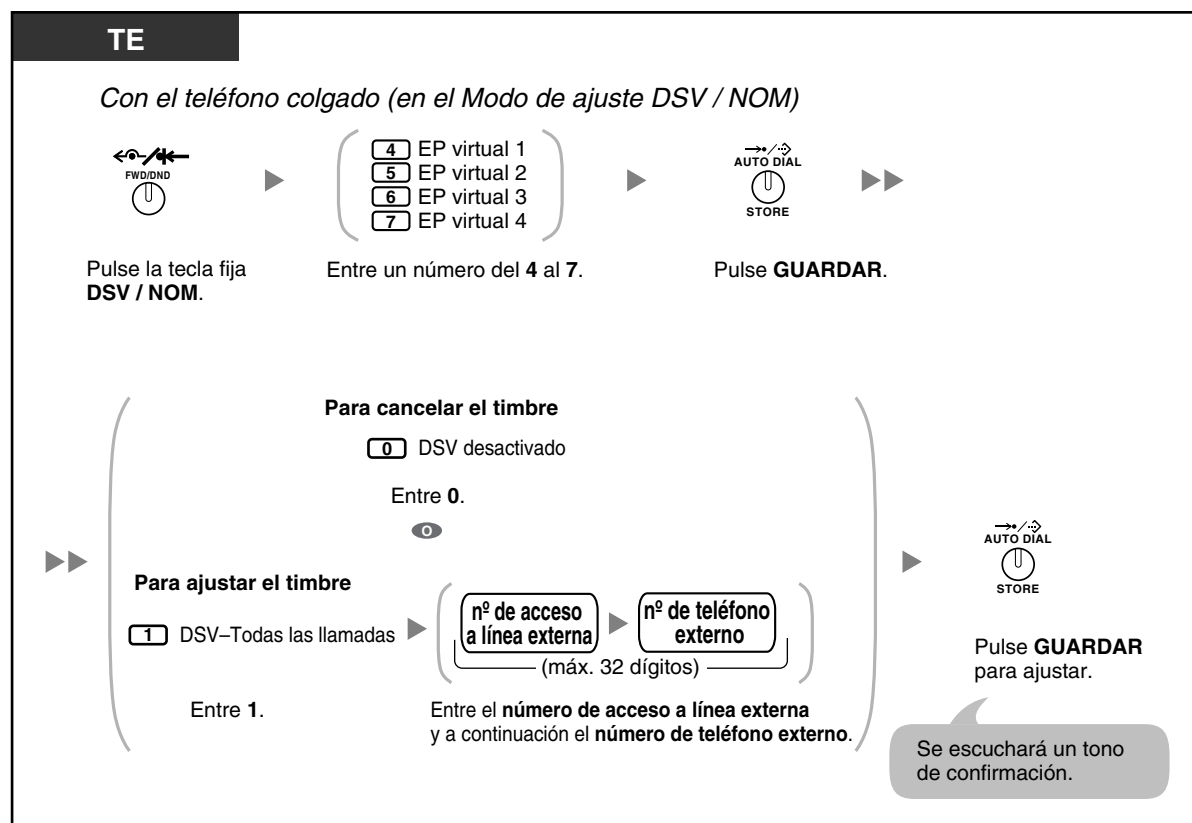 TE
Con el teléfono colgado (en el Modo de ajuste DSV / NOM)
FWD/DND
4 EP virtual 1
5 EP virtual 2
6 EP virtual 3
7 EP virtual 4
AUTO DIAL
STORE
Pulse la tecla fija
DSV / NOM.
Entre un número del 4 al 7.
Pulse GUARDAR.
Para cancelar el timbre
0 DSV desactivado
Entre 0.
O
Para ajustar el timbre
1 DSV–Todas las llamadas
nº de acceso
a línea externa
nº de teléfono
externo
(máx. 32 dígitos)
Entre 1.
Entre el número de acceso a línea externa
y a continuación el número de teléfono externo.
AUTO DIAL
STORE
Pulse GUARDAR
para ajustar.
Se escuchará un tono
de confirmación.